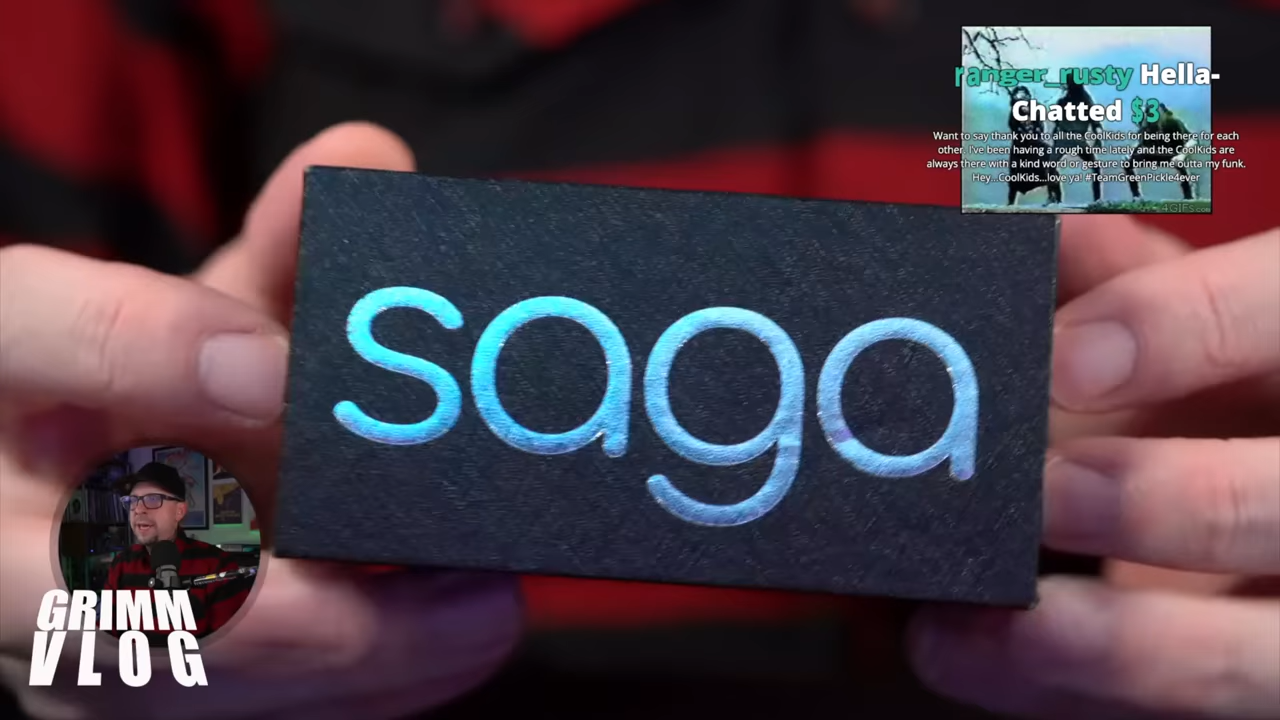 ranger_rusty Hella-
Chatted $3
Want to say thank you to all the CoolKids for being there for each
other. I've been having a rough time lately and the CoolKids are
always there with a kind word or gesture to bring me outta my funk.
Hey...CoolKids...love ya! #TeamGreenPickle4ever
saga
GRIMM
VLOG